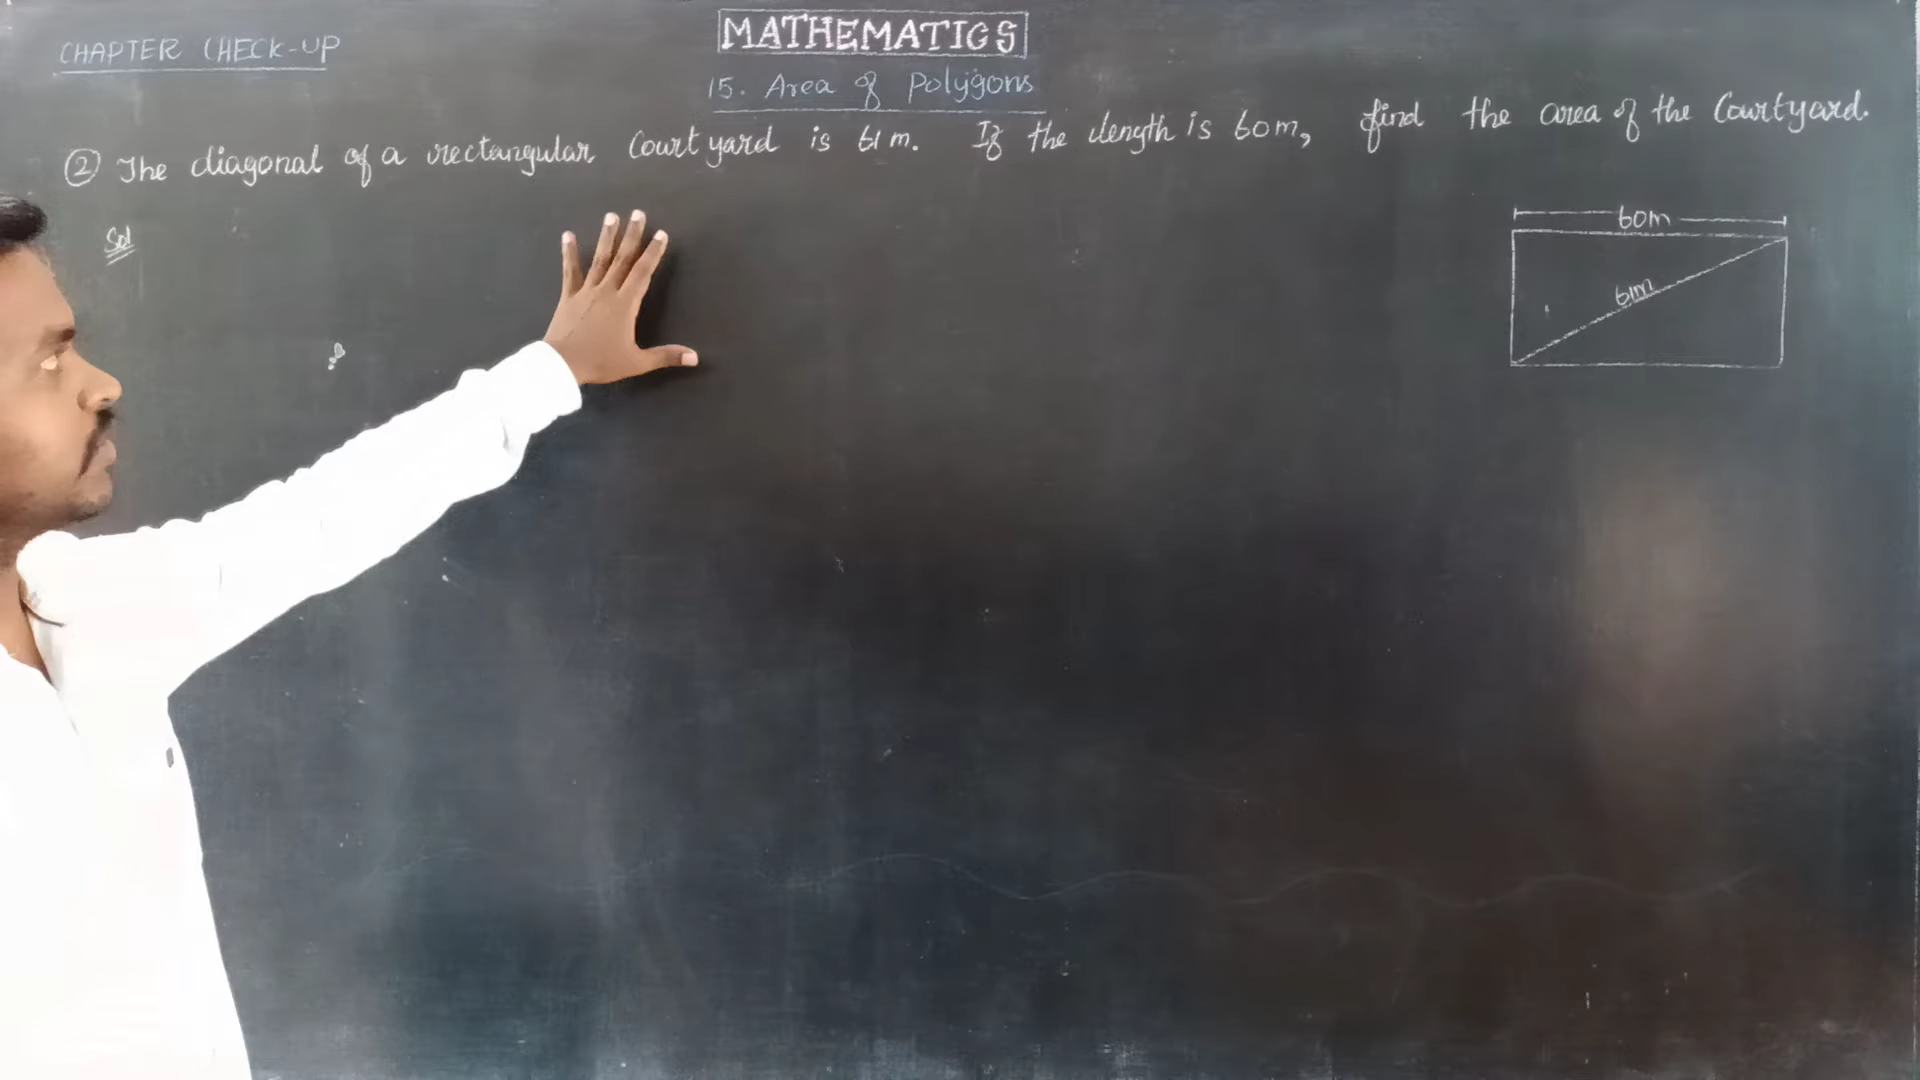 CHAPTER CHECK-UP
MATHEMATICS
15. Area of Polygons
② The diagonal of a rectangular Courtyard is 61m. If the length is 60m, find the area of the Courtyard.
Sol
60m
61m